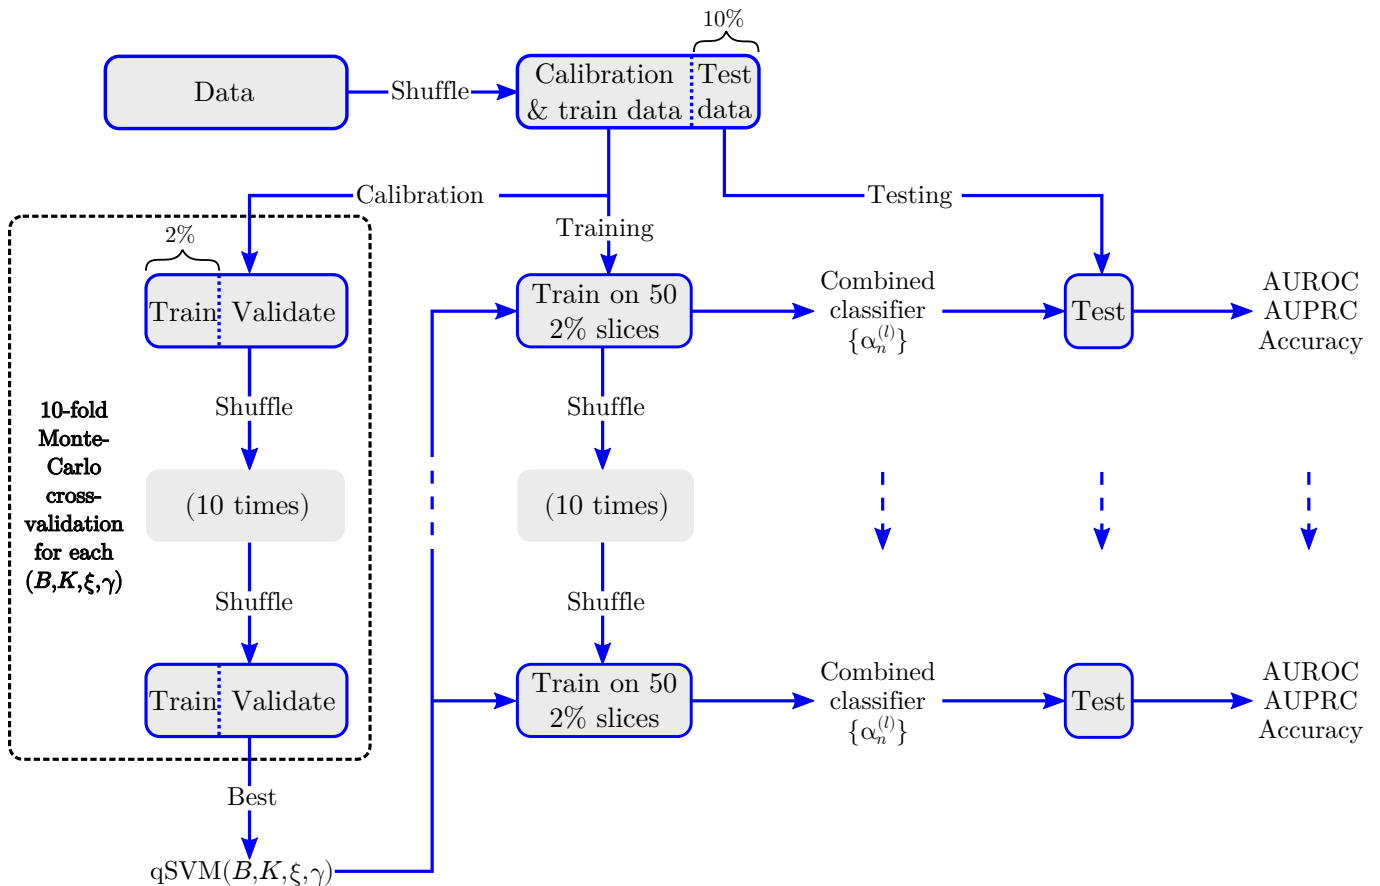 10%
Data
Shuffle
Calibration
& train data
Test
data
Calibration
Testing
Training
2%
Train
Validate
Train on 50
2% slices
Combined
classifier
{α_n^{(l)}}
Test
AUROC
AUPRC
Accuracy
Shuffle
Shuffle
10-fold
Monte-
Carlo
cross-
validation
for each
(B,K,ξ,γ)
(10 times)
(10 times)
Shuffle
Shuffle
Train
Validate
Train on 50
2% slices
Combined
classifier
{α_n^{(l)}}
Test
AUROC
AUPRC
Accuracy
Best
qSVM(B,K,ξ,γ)